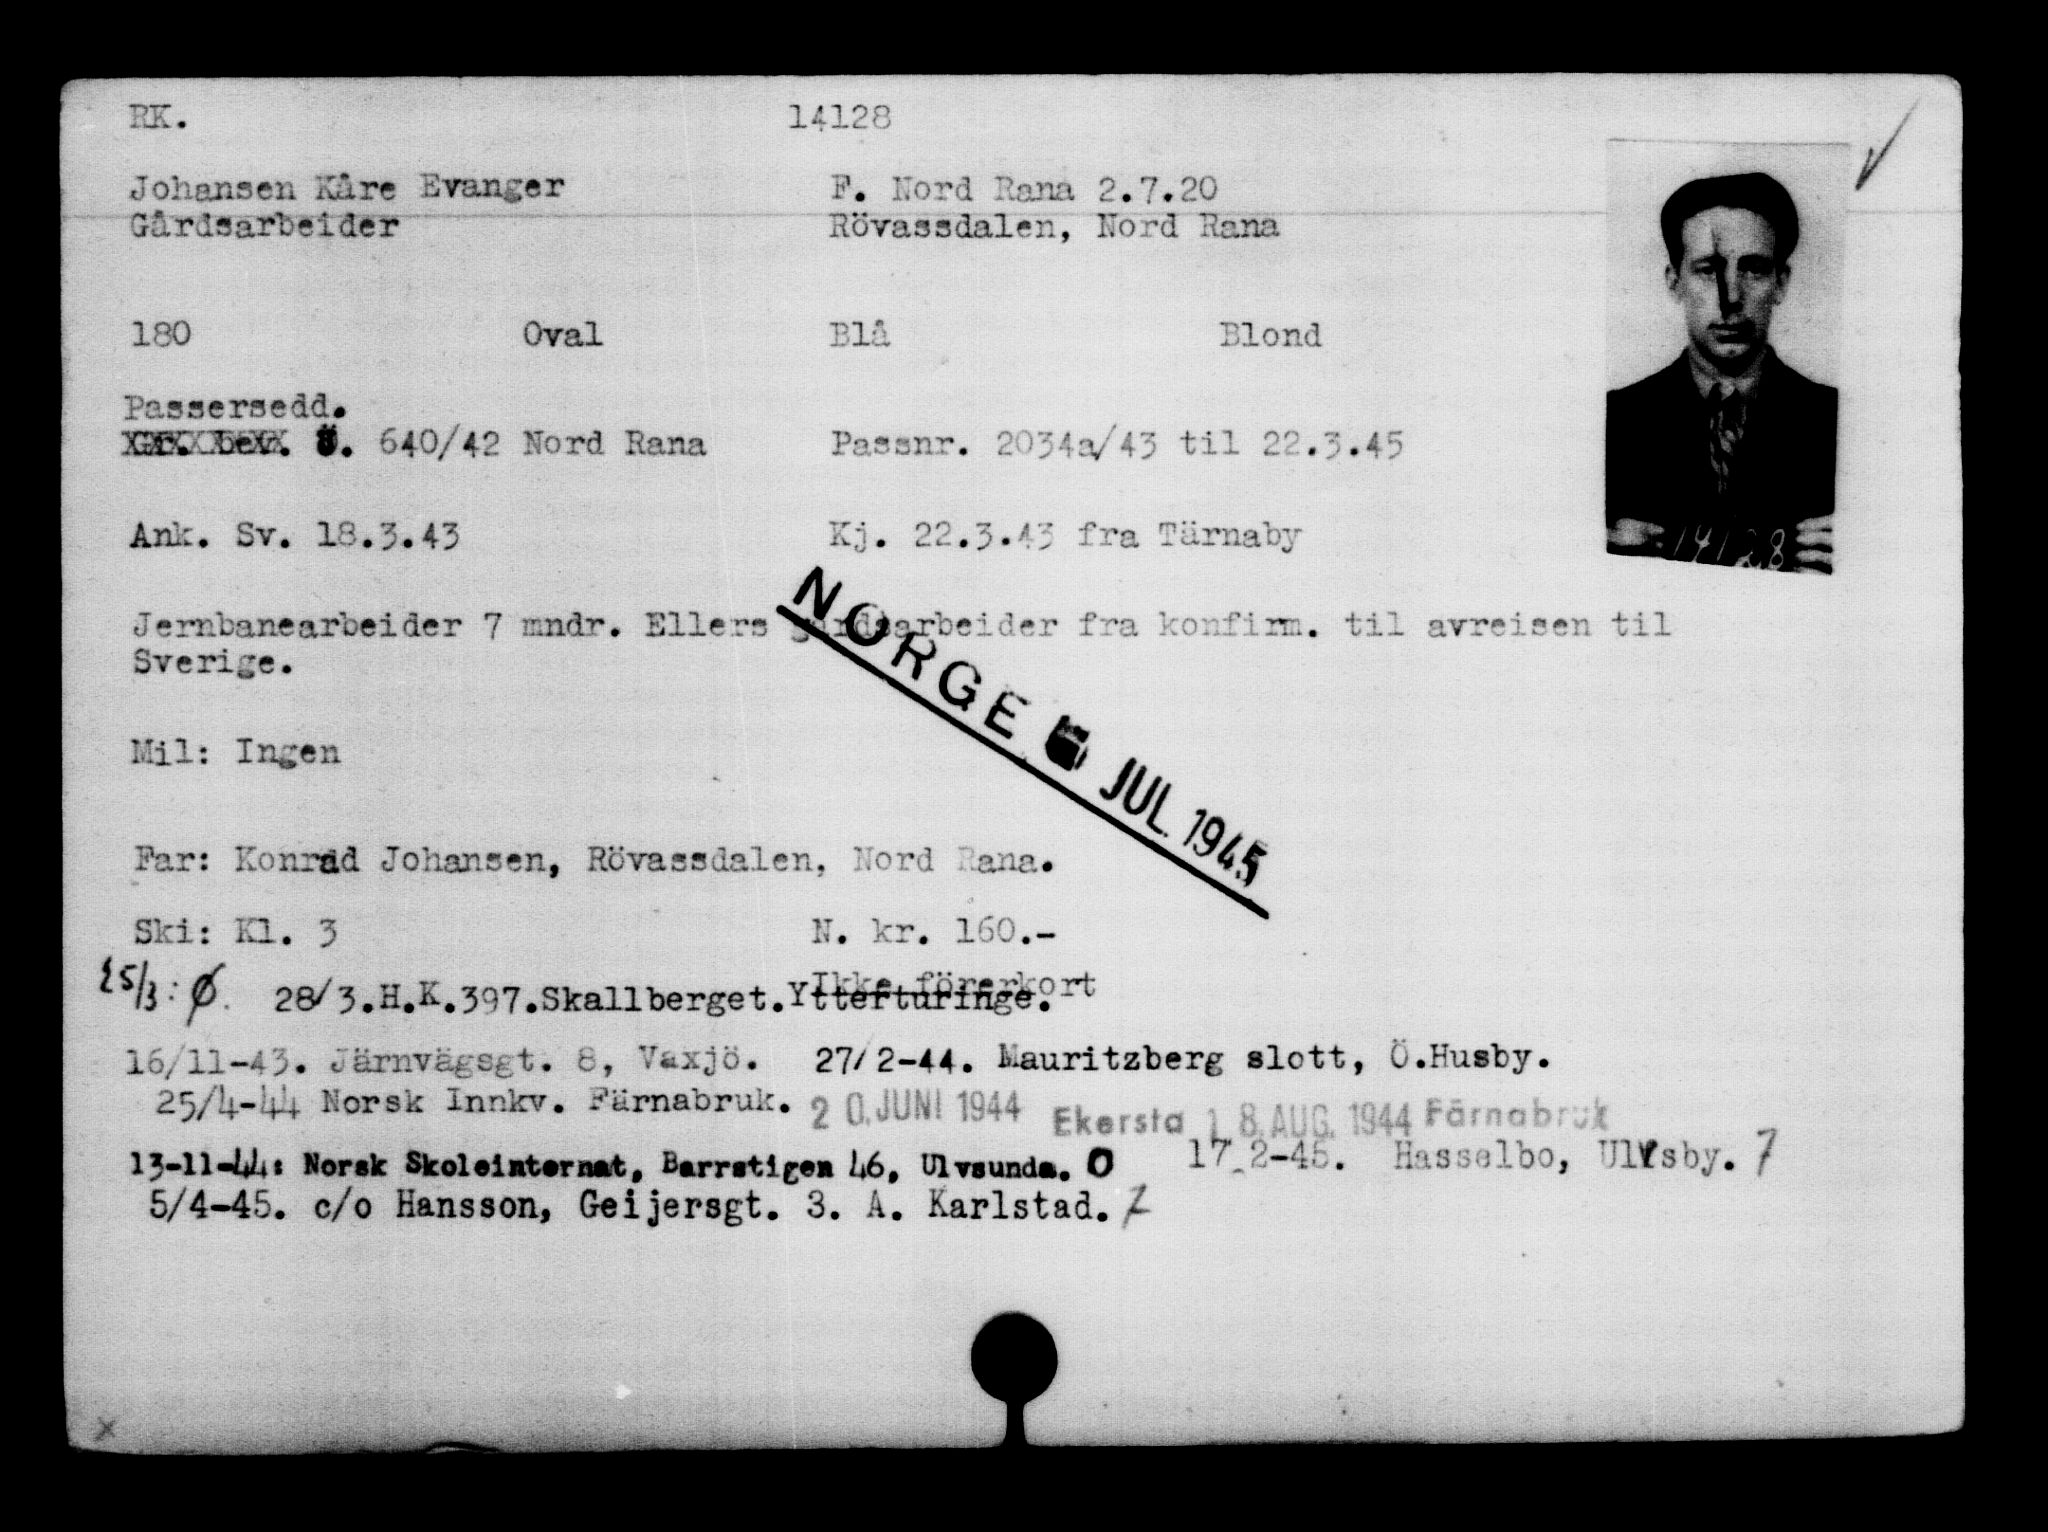 RK. 14128
Johansen Kåre Evanger F. Nord Rana 2.7.20
Gårdsarbeider Rövassdalen, Nord Rana
180 Oval Blå Blond
Passersedd.
Gr. bev. Ö. 640/42 Nord Rana Passnr. 2034a/43 til 22.3.45
14128
Ank. Sv. 18.3.43 Kj. 22.3.43 fra Tärnaby
Jernbanearbeider 7 mndr. Ellers gårdsarbeider fra konfirm. til avreisen til
Sverige.
NORGE JUL. 1945
Mil: Ingen
Far: Konrad Johansen, Rövassdalen, Nord Rana.
Ski: Kl. 3 N. kr. 160.-
Ikke förerkort
25/3: Ø. 28/3.H.K.397.Skallberget.Ytterturinge.
16/11-43. Järnvägsgt. 8, Vaxjö. 27/2-44. Mauritzberg slott, Ö.Husby.
25/4-44 Norsk Innkv. Färnabruk. 20.JUNI 1944 Ekersta 18.AUG.1944 Färnabruk
13-11-44: Norsk Skoleinternat, Barrstigen 46, Ulvsunda. O 17.2-45. Hasselbo, Ulvsby. 7
5/4-45. c/o Hansson, Geijersgt. 3. A. Karlstad. 7
x